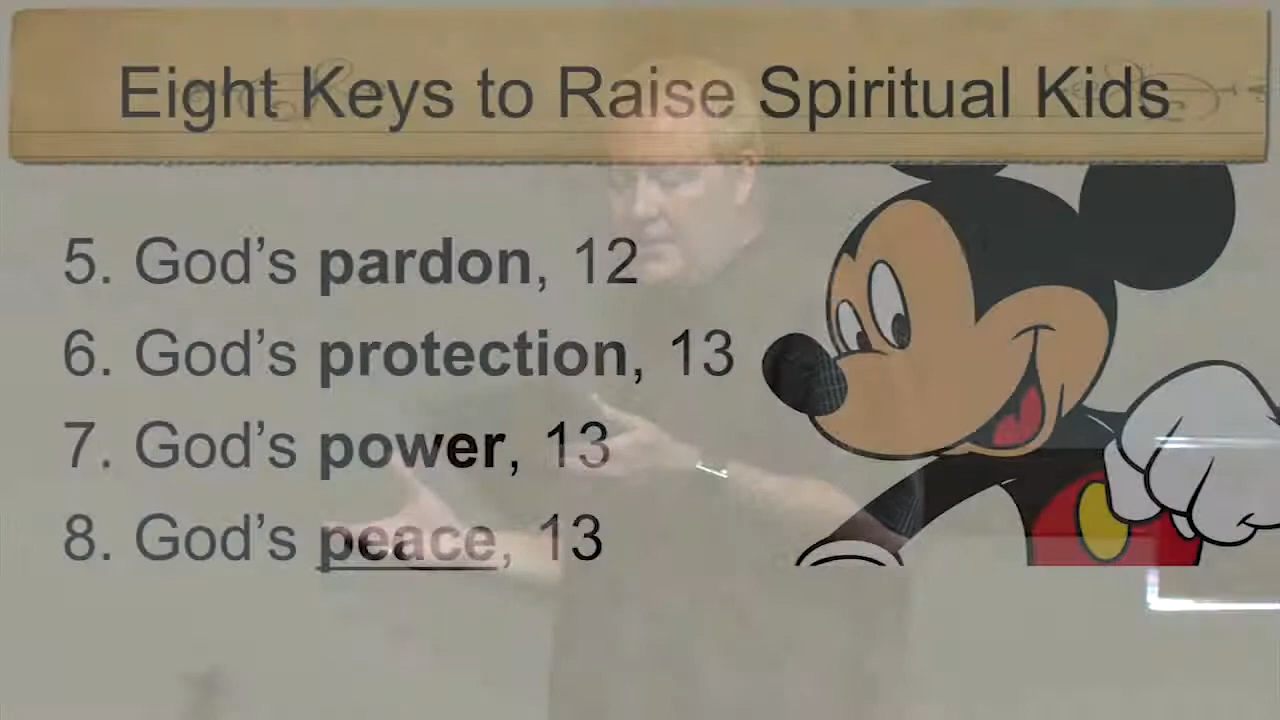 Eight Keys to Raise Spiritual Kids
5. God’s pardon, 12
6. God’s protection, 13
7. God’s power, 13
8. God’s peace, 13